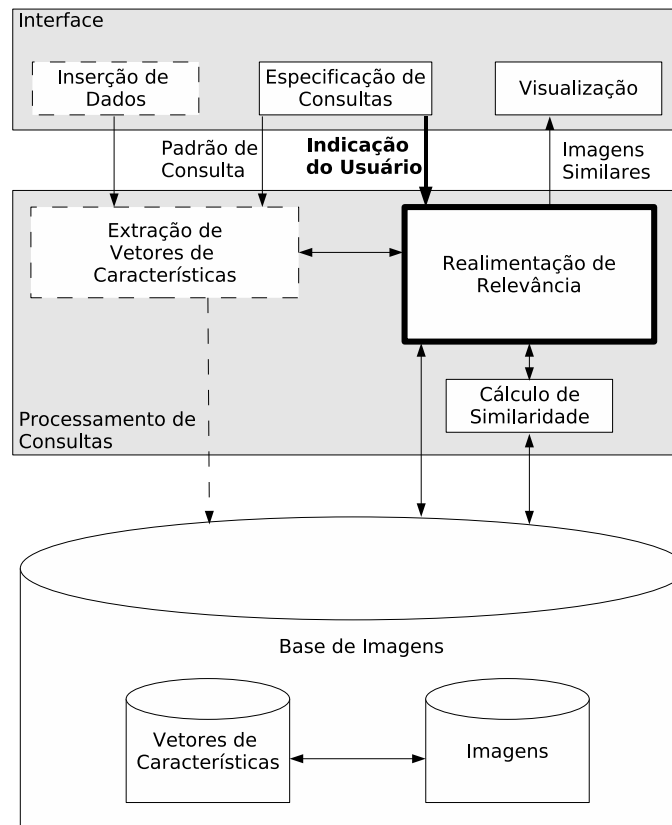 Interface
Inserção de
Dados
Especificação de
Consultas
Visualização
Padrão de
Consulta
Indicação
do Usuário
Imagens
Similares
Extração de
Vetores de
Características
Realimentação de
Relevância
Cálculo de
Similaridade
Processamento de
Consultas
Base de Imagens
Vetores de
Características
Imagens